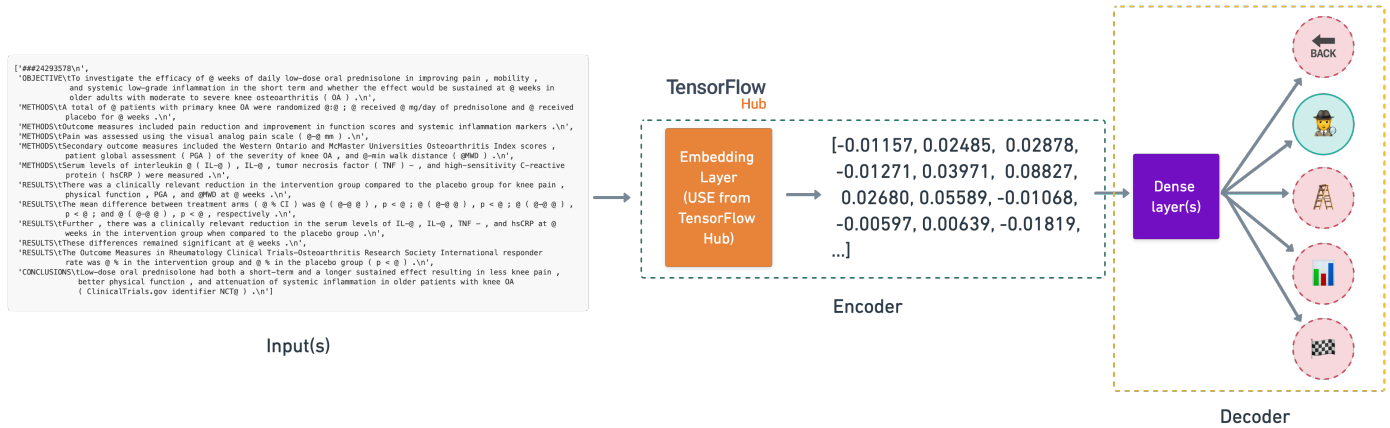 ['###24293578\n',
'OBJECTIVE\tTo investigate the efficacy of @ weeks of daily low-dose oral prednisolone in improving pain , mobility ,
and systemic low-grade inflammation in the short term and whether the effect would be sustained at @ weeks in
older adults with moderate to severe knee osteoarthritis ( OA ) .\n',
'METHODS\tA total of @ patients with primary knee OA were randomized @:@ ; @ received @ mg/day of prednisolone and @ received
placebo for @ weeks .\n',
'METHODS\tOutcome measures included pain reduction and improvement in function scores and systemic inflammation markers .\n',
'METHODS\tPain was assessed using the visual analog pain scale ( @-@ mm ) .\n',
'METHODS\tSecondary outcome measures included the Western Ontario and McMaster Universities Osteoarthritis Index scores ,
patient global assessment ( PGA ) of the severity of knee OA , and @-min walk distance ( @MWD ) .\n',
'METHODS\tSerum levels of interleukin @ ( IL-@ ) , IL-@ , tumor necrosis factor ( TNF ) - , and high-sensitivity C-reactive
protein ( hsCRP ) were measured .\n',
'RESULTS\tThere was a clinically relevant reduction in the intervention group compared to the placebo group for knee pain ,
physical function , PGA , and @MWD at @ weeks .\n',
'RESULTS\tThe mean difference between treatment arms ( @ % CI ) was @ ( @-@ @ ) , p < @ ; @ ( @-@ @ ) , p < @ ; @ ( @-@ @ ) ,
p < @ ; and @ ( @-@ @ ) , p < @ , respectively .\n',
'RESULTS\tFurther , there was a clinically relevant reduction in the serum levels of IL-@ , IL-@ , TNF - , and hsCRP at @
weeks in the intervention group when compared to the placebo group .\n',
'RESULTS\tThese differences remained significant at @ weeks .\n',
'RESULTS\tThe Outcome Measures in Rheumatology Clinical Trials-Osteoarthritis Research Society International responder
rate was @ % in the intervention group and @ % in the placebo group ( p < @ ) .\n',
'CONCLUSIONS\tLow-dose oral prednisolone had both a short-term and a longer sustained effect resulting in less knee pain ,
better physical function , and attenuation of systemic inflammation in older patients with knee OA
( ClinicalTrials.gov identifier NCT@ ) .\n']
Input(s)
TensorFlow
Hub
Embedding
Layer
(USE from
TensorFlow
Hub)
[-0.01157, 0.02485, 0.02878,
-0.01271, 0.03971, 0.08827,
0.02680, 0.05589, -0.01068,
-0.00597, 0.00639, -0.01819,
...]
Encoder
Dense
layer(s)
BACK
Decoder